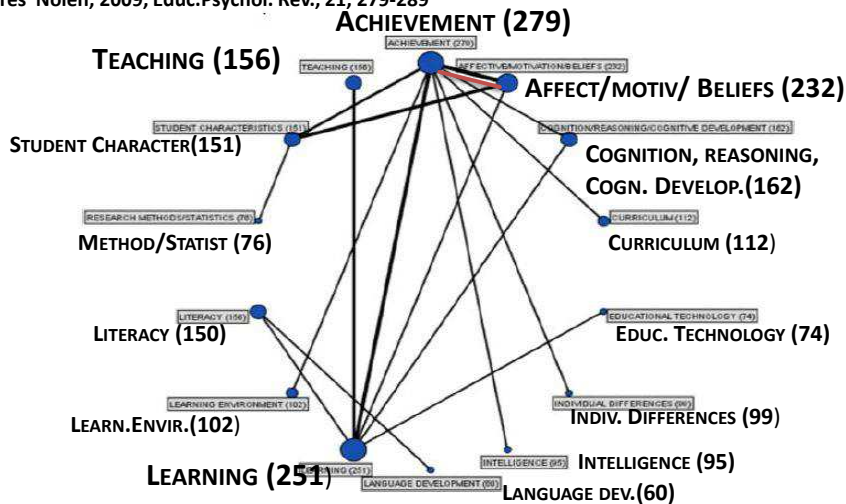 res Nolen, 2009, Educ.Psychol. Rev., 21, 279-289
ACHIEVEMENT (279)
ACHIEVEMENT (279)
TEACHING (156)
TEACHING (156)
AFFECTIVE/MOTIVATION/BELIEFS (232)
AFFECT/MOTIV/ BELIEFS (232)
STUDENT CHARACTERISTICS (151)
STUDENT CHARACTER(151)
COGNITION/REASONING/COGNITIVE DEVELOPMENT (162)
COGNITION, REASONING,
COGN. DEVELOP.(162)
RESEARCH METHODS/STATISTICS (76)
METHOD/STATIST (76)
CURRICULUM (112)
CURRICULUM (112)
LITERACY (150)
LITERACY (150)
EDUCATIONAL TECHNOLOGY (74)
EDUC. TECHNOLOGY (74)
LEARNING ENVIRONMENT (102)
LEARN.ENVIR.(102)
INDIVIDUAL DIFFERENCES (99)
INDIV. DIFFERENCES (99)
LEARNING (251)
LEARNING (251)
INTELLIGENCE (95)
INTELLIGENCE (95)
LANGUAGE DEVELOPMENT (60)
LANGUAGE DEV.(60)